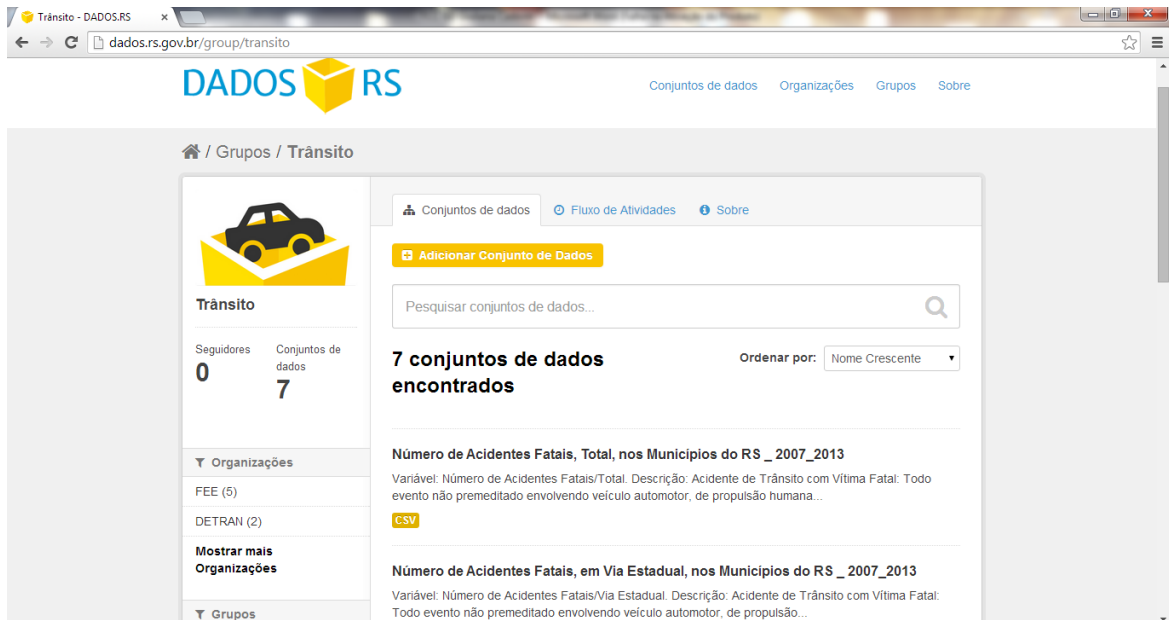 Trânsito - DADOS.RS
dados.rs.gov.br/group/transito
DADOS RS
Conjuntos de dados Organizações Grupos Sobre
/ Grupos / Trânsito
Conjuntos de dados Fluxo de Atividades Sobre
Adicionar Conjunto de Dados
Pesquisar conjuntos de dados...
Trânsito
Seguidores
0
Conjuntos de
dados
7
7 conjuntos de dados
encontrados
Ordenar por: Nome Crescente
Organizações
FEE (5)
DETRAN (2)
Mostrar mais
Organizações
Grupos
Número de Acidentes Fatais, Total, nos Municípios do RS _ 2007_2013
Variável: Número de Acidentes Fatais/Total. Descrição: Acidente de Trânsito com Vítima Fatal: Todo
evento não premeditado envolvendo veículo automotor, de propulsão humana...
CSV
Número de Acidentes Fatais, em Via Estadual, nos Municípios do RS _ 2007_2013
Variável: Número de Acidentes Fatais/Via Estadual. Descrição: Acidente de Trânsito com Vítima Fatal:
Todo evento não premeditado envolvendo veículo automotor, de propulsão...